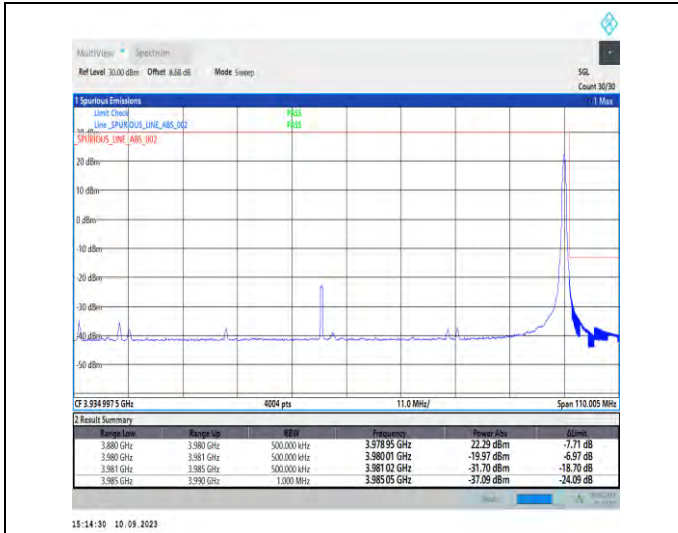 MultiView Spectrum
Ref Level 30.00 dBm Offset 8.68 dB Mode Sweep SGL
Count 30/30
1 Spurious Emissions 1 Max
Limit Check PASS
Line _SPURIOUS_LINE_ABS_002 PASS
_SPURIOUS_LINE_ABS_002
20 dBm
10 dBm
0 dBm
-10 dBm
-20 dBm
-30 dBm
-40 dBm
-50 dBm
CF 3.934 997 5 GHz 4004 pts 11.0 MHz/ Span 110.005 MHz
2 Result Summary
Range Low Range Up RBW Frequency Power Abs ΔLimit
3.880 GHz 3.980 GHz 500.000 kHz 3.978 95 GHz 22.29 dBm -7.71 dB
3.980 GHz 3.981 GHz 500.000 kHz 3.980 01 GHz -19.97 dBm -6.97 dB
3.981 GHz 3.985 GHz 500.000 kHz 3.981 02 GHz -31.70 dBm -18.70 dB
3.985 GHz 3.990 GHz 1.000 MHz 3.985 05 GHz -37.09 dBm -24.09 dB
15:14:30 10.09.2023